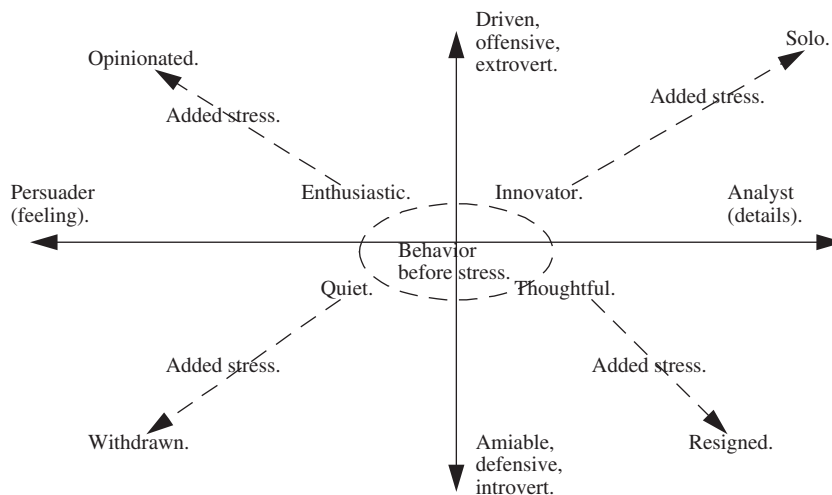 Driven,
offensive,
extrovert.
Solo.
Opinionated.
Added stress.
Added stress.
Persuader
(feeling).
Enthusiastic.
Innovator.
Analyst
(details).
Behavior
before stress.
Quiet.
Thoughtful.
Added stress.
Added stress.
Withdrawn.
Amiable,
defensive,
introvert.
Resigned.